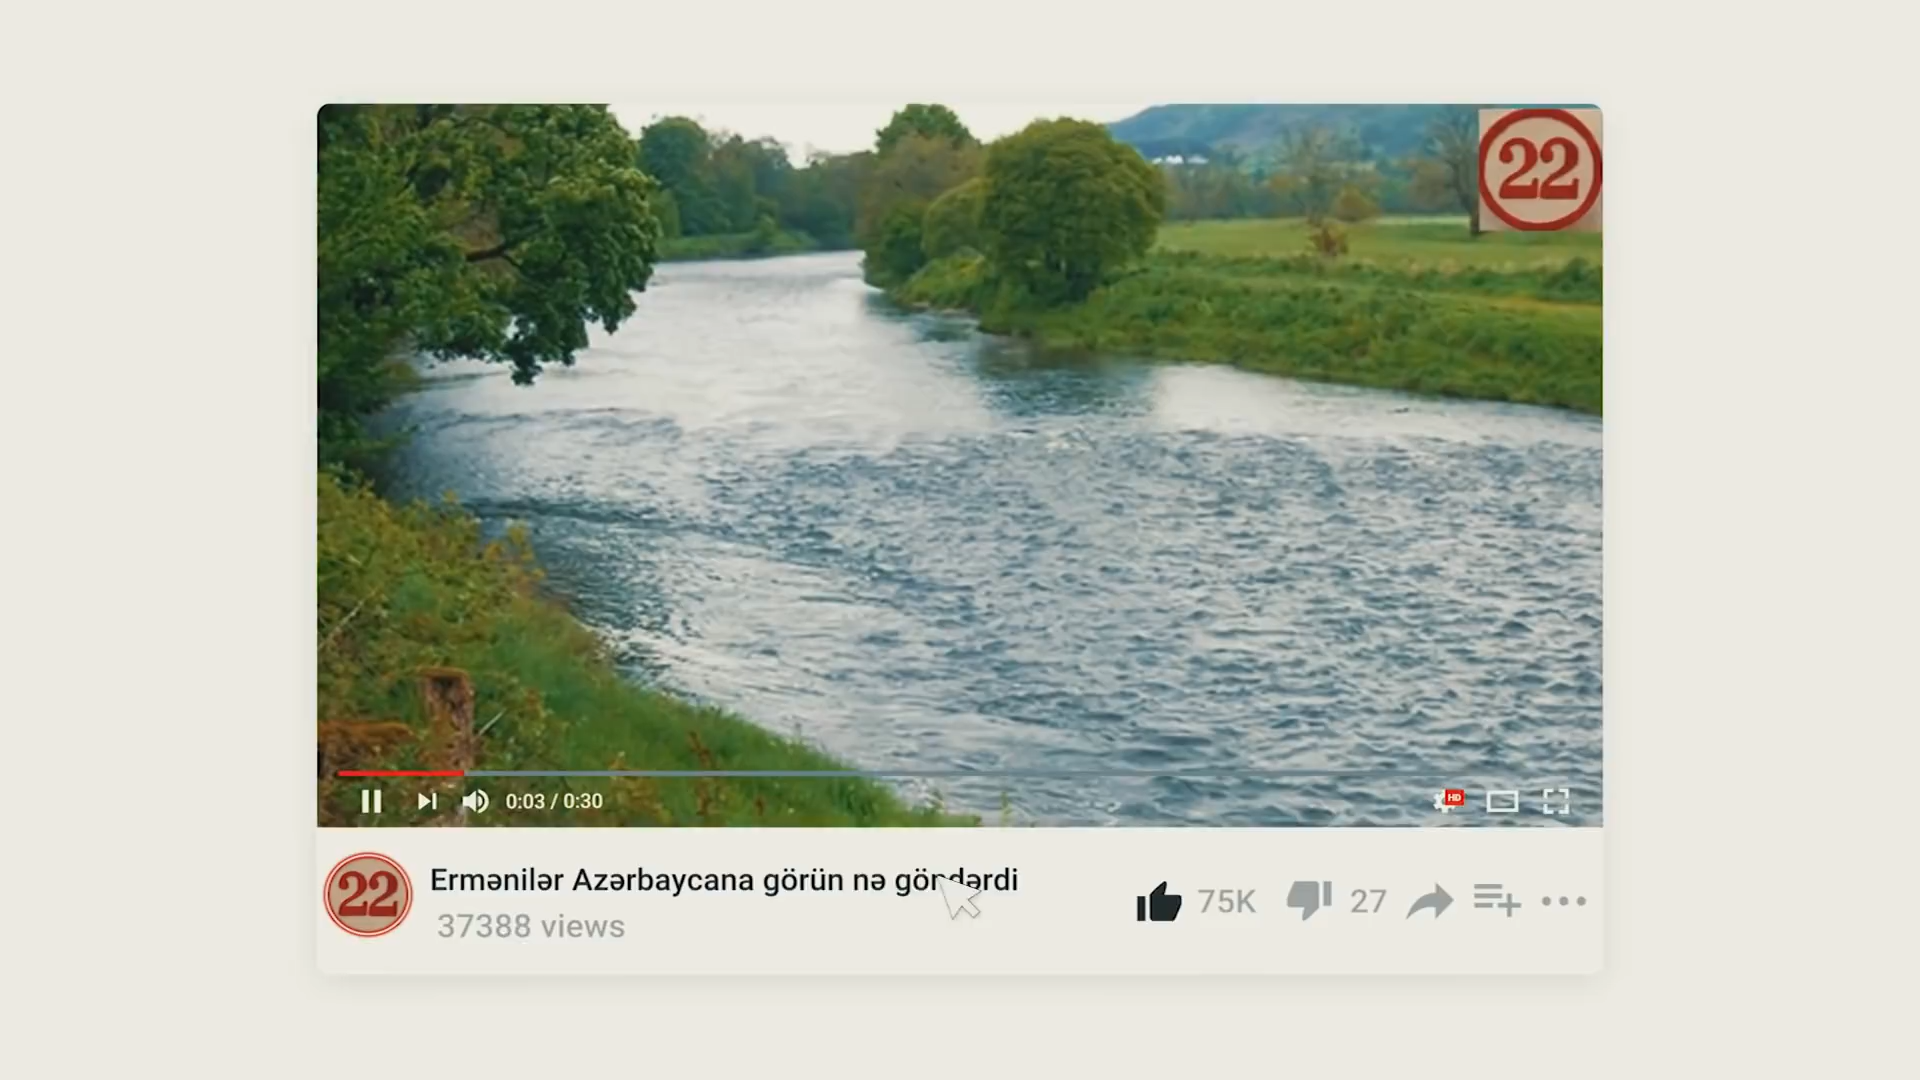 22
0:03 / 0:30
HD
22
Ermənilər Azərbaycana görün nə göndərdi
37388 views
75K
27